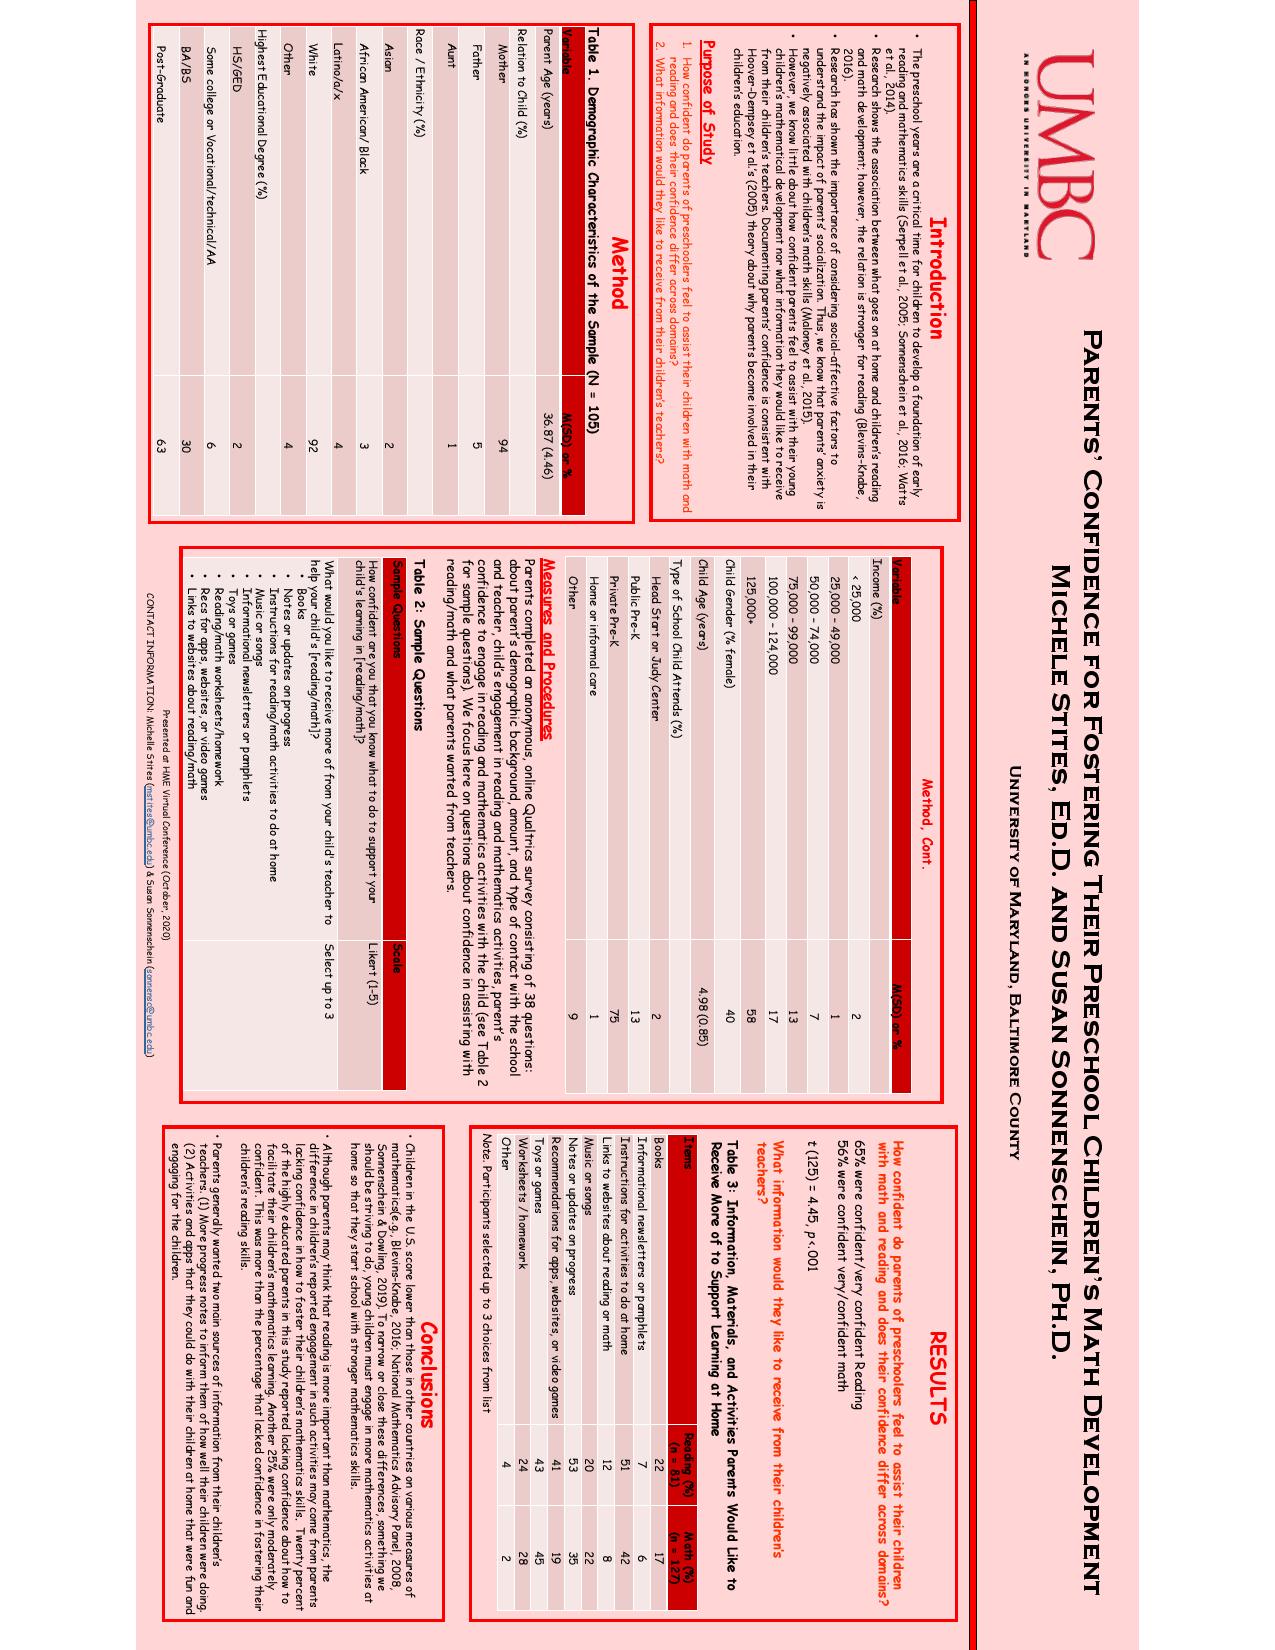 UMBC
AN HONORS UNIVERSITY IN MARYLAND
PARENTS' CONFIDENCE FOR FOSTERING THEIR PRESCHOOL CHILDREN'S MATH DEVELOPMENT
MICHELE STITES, ED.D. AND SUSAN SONNENSCHEIN, PH.D.
UNIVERSITY OF MARYLAND, BALTIMORE COUNTY
Introduction
• The preschool years are a critical time for children to develop a foundation of early
reading and mathematics skills (Serpell et al., 2005; Sonnenschein et al., 2016; Watts
et al., 2014).
• Research shows the association between what goes on at home and children's reading
and math development; however, the relation is stronger for reading (Blevins-Knabe,
2016).
• Research has shown the importance of considering social-affective factors to
understand the impact of parents' socialization. Thus, we know that parents' anxiety is
negatively associated with children's math skills (Maloney et al., 2015).
• However, we know little about how confident parents feel to assist with their young
children's mathematical development nor what information they would like to receive
from their children's teachers. Documenting parents' confidence is consistent with
Hoover-Dempsey et al.'s (2005) theory about why parents become involved in their
children's education.
Purpose of Study
1. How confident do parents of preschoolers feel to assist their children with math and
reading and does their confidence differ across domains?
2. What information would they like to receive from their children's teachers?
Method
Table 1. Demographic Characteristics of the Sample (N = 105)
Variable M(SD) or %
Parent Age (years) 36.87 (4.46)
Relation to Child (%)
Mother 94
Father 5
Aunt 1
Race / Ethnicity (%)
Asian 2
African American/ Black 3
Latino/a/x 4
White 92
Other 4
Highest Educational Degree (%)
HS/GED 2
Some college or Vocational/technical/AA 6
BA/BS 30
Post-Graduate 63
Method, Cont.
Variable M(SD) or %
Income (%)
< 25,000 2
25,000 – 49,000 1
50,000 – 74,000 7
75,000 – 99,000 13
100,000 – 124,000 17
125,000+ 58
Child Gender (% female) 40
Child Age (years) 4.98 (0.85)
Type of School Child Attends (%)
Head Start or Judy Center 2
Public Pre-K 13
Private Pre-K 75
Home or informal care 1
Other 9
Measures and Procedures
Parents completed an anonymous, online Qualtrics survey consisting of 38 questions:
about parent's demographic background, amount, and type of contact with the school
and teacher, child's engagement in reading and mathematics activities, parent's
confidence to engage in reading and mathematics activities with the child (see Table 2
for sample questions). We focus here on questions about confidence in assisting with
reading/math and what parents wanted from teachers.
Table 2: Sample Questions
Sample Questions Scale
How confident are you that you know what to do to support your Likert (1-5)
child's learning in [reading/math]?
What would you like to receive more of from your child's teacher to Select up to 3
help your child's [reading/math]?
• Books
• Notes or updates on progress
• Instructions for reading/math activities to do at home
• Music or songs
• Informational newsletters or pamphlets
• Toys or games
• Reading/math worksheets/homework
• Recs for apps, websites, or video games
• Links to websites about reading/math
Presented at HME Virtual Conference (October, 2020)
CONTACT INFORMATION: Michelle Stites (mstites@umbc.edu) & Susan Sonnenschein (sonnensc@umbc.edu)
RESULTS
How confident do parents of preschoolers feel to assist their children
with math and reading and does their confidence differ across domains?
65% were confident/very confident Reading
56% were confident very/confident math
t (125) = 4.45, p <.001
What information would they like to receive from their children's
teachers?
Table 3: Information, Materials, and Activities Parents Would Like to
Receive More of to Support Learning at Home
Items Reading (%) Math (%)
(n = 81) (n = 127)
Books 22 17
Informational newsletters or pamphlets 7 6
Instructions for activities to do at home 51 42
Links to websites about reading or math 12 8
Music or songs 20 22
Notes or updates on progress 53 35
Recommendations for apps, websites, or video games 41 19
Toys or games 43 45
Worksheets / homework 24 28
Other 4 2
Note. Participants selected up to 3 choices from list
Conclusions
• Children in the U.S. score lower than those in other countries on various measures of
mathematics(e.g., Blevins-Knabe, 2016; National Mathematics Advisory Panel, 2008,
Sonnenschein & Dowling, 2019). To narrow or close these differences, something we
should be striving to do, young children must engage in more mathematics activities at
home so that they start school with stronger mathematics skills.
• Although parents may think that reading is more important than mathematics, the
difference in children's reported engagement in such activities may come from parents
lacking confidence in how to foster their children's mathematics skills. Twenty percent
of the highly educated parents in this study reported lacking confidence about how to
facilitate their children's mathematics learning. Another 25% were only moderately
confident. This was more than the percentage that lacked confidence in fostering their
children's reading skills.
• Parents generally wanted two main sources of information from their children's
teachers. (1) More progress notes to inform them of how well their children were doing.
(2) Activities and apps that they could do with their children at home that were fun and
engaging for the children.